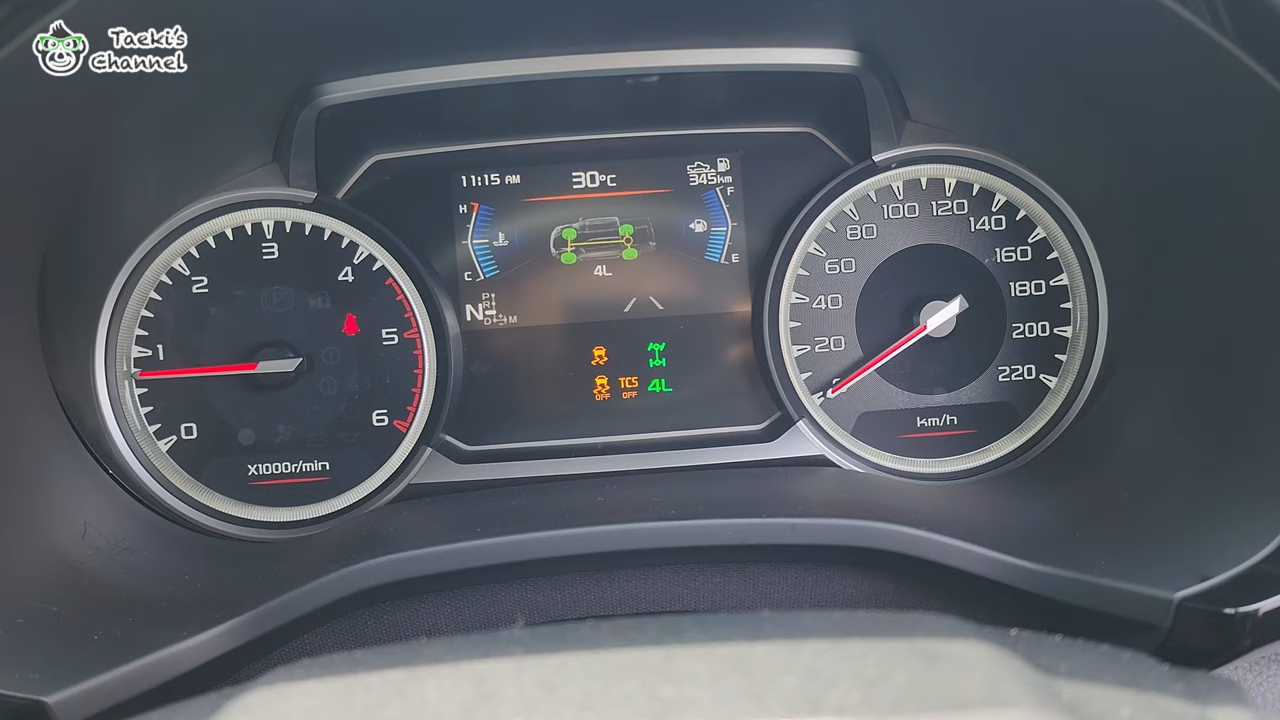 Taeki's
Channel
11:15 AM
30°C
345km
H
C
F
E
4L
N
P
R
D
M
TCS
OFF
OFF
4L
0
1
2
3
4
5
6
X1000r/min
20
40
60
80
100
120
140
160
180
200
220
km/h